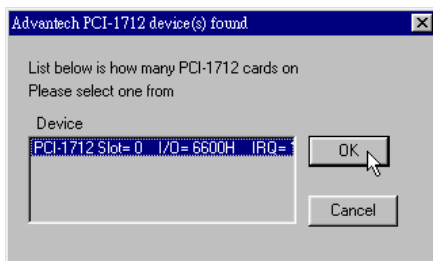 Advantech PCI-1712 device(s) found
List below is how many PCI-1712 cards on
Please select one from
Device
PCI-1712 Slot= 0 I/O= 6600H IRQ=
OK
Cancel